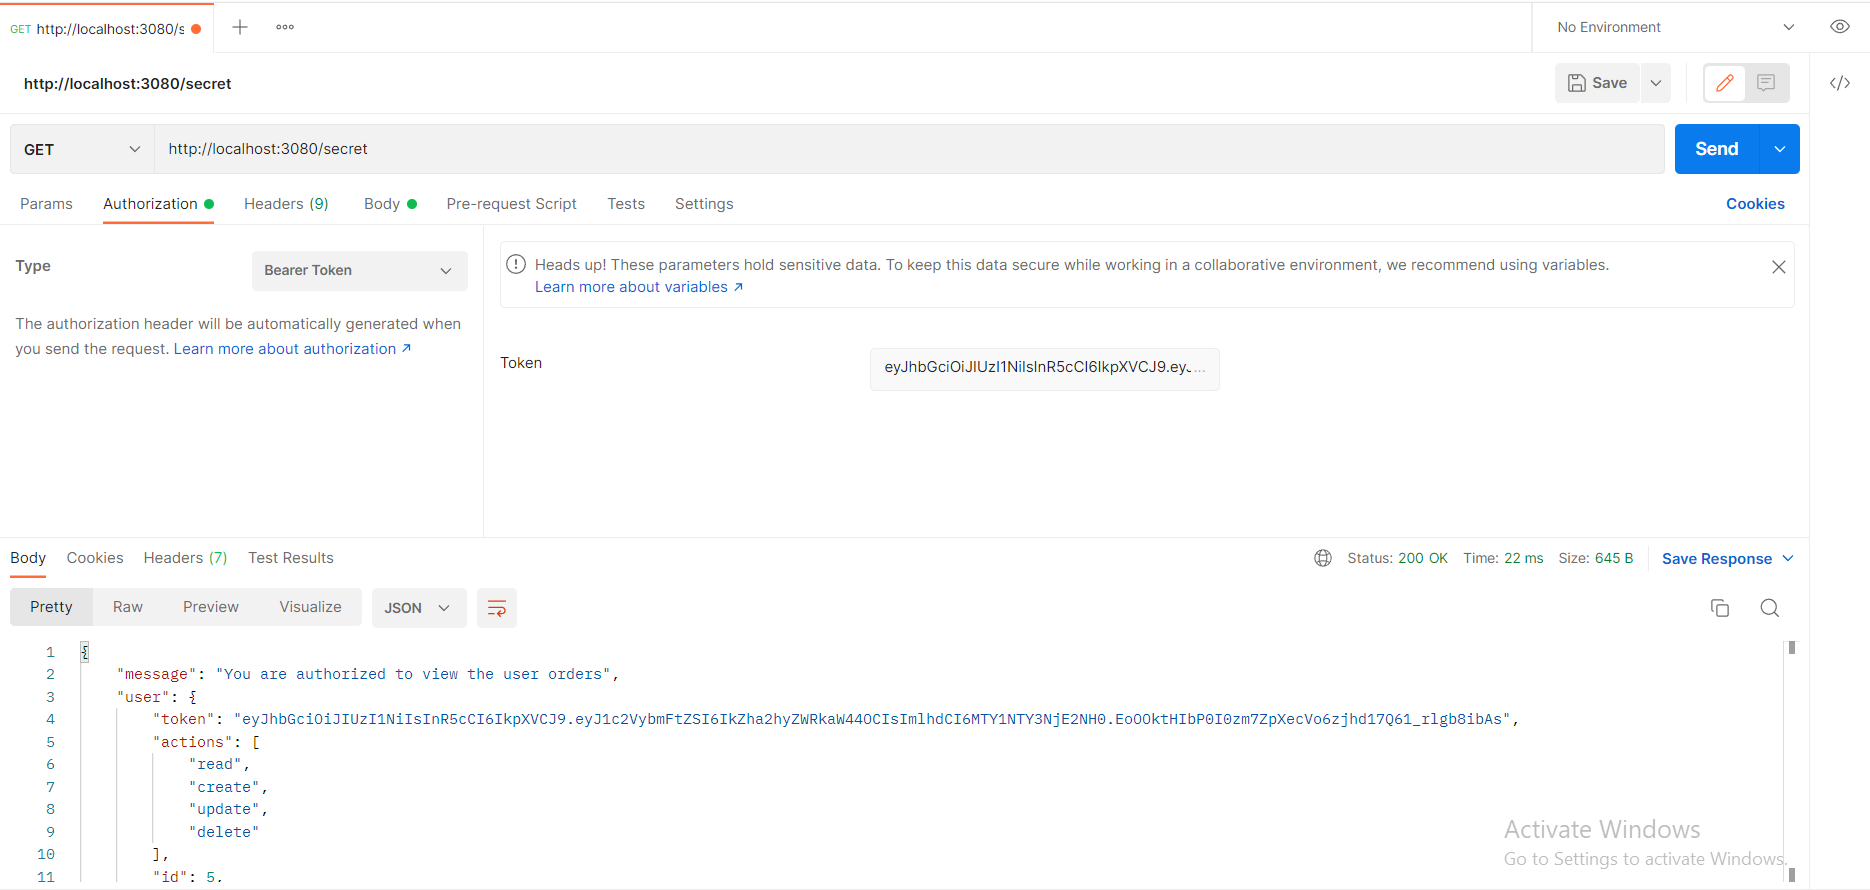 GET http://localhost:3080/s
No Environment
http://localhost:3080/secret
Save
GET http://localhost:3080/secret Send
Params Authorization Headers (9) Body Pre-request Script Tests Settings Cookies
Type Bearer Token
Heads up! These parameters hold sensitive data. To keep this data secure while working in a collaborative environment, we recommend using variables.
Learn more about variables ↗
The authorization header will be automatically generated when
you send the request. Learn more about authorization ↗
Token eyJhbGciOiJIUzI1NiIsInR5cCI6IkpXVCJ9.eyJ...
Body Cookies Headers (7) Test Results Status: 200 OK Time: 22 ms Size: 645 B Save Response
Pretty Raw Preview Visualize JSON
1 {
2 "message": "You are authorized to view the user orders",
3 "user": {
4 "token": "eyJhbGciOiJIUzI1NiIsInR5cCI6IkpXVCJ9.eyJ1c2VybmFtZSI6IkZha2hyZWRkaW44OCIsImlhdCI6MTY1NTY3NjE2NH0.EoOOktHIbP0I0zm7ZpXecVo6zjhd17Q61_rlgb8ibAs",
5 "actions": [
6 "read",
7 "create",
8 "update",
9 "delete"
10 ],
11 "id": 5,
Activate Windows
Go to Settings to activate Windows.